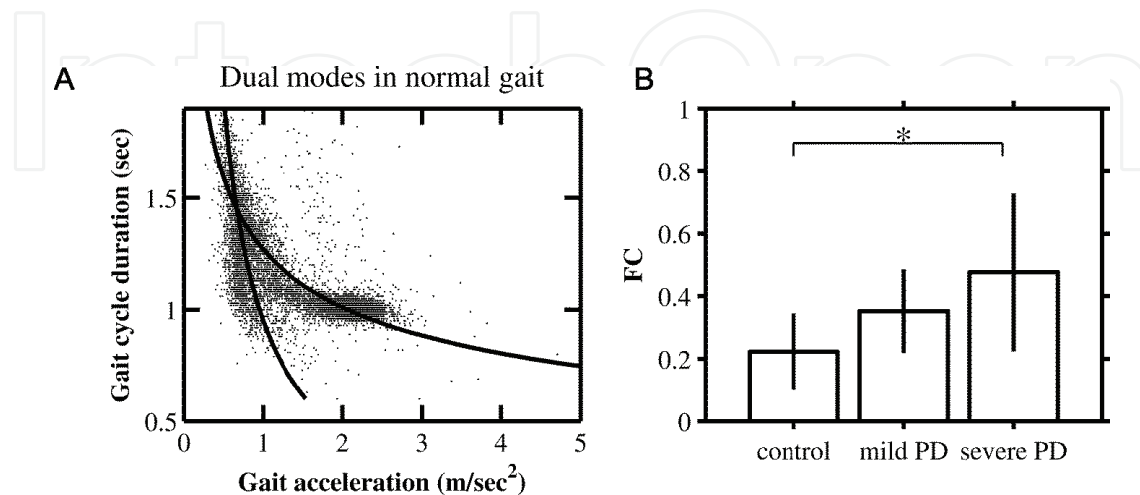 IntechOpen
A
Dual modes in normal gait
Gait cycle duration (sec)
1.5
1
0.5
0
1
2
3
4
5
Gait acceleration (m/sec²)
B
FC
1
0.8
0.6
0.4
0.2
0
*
control
mild PD
severe PD